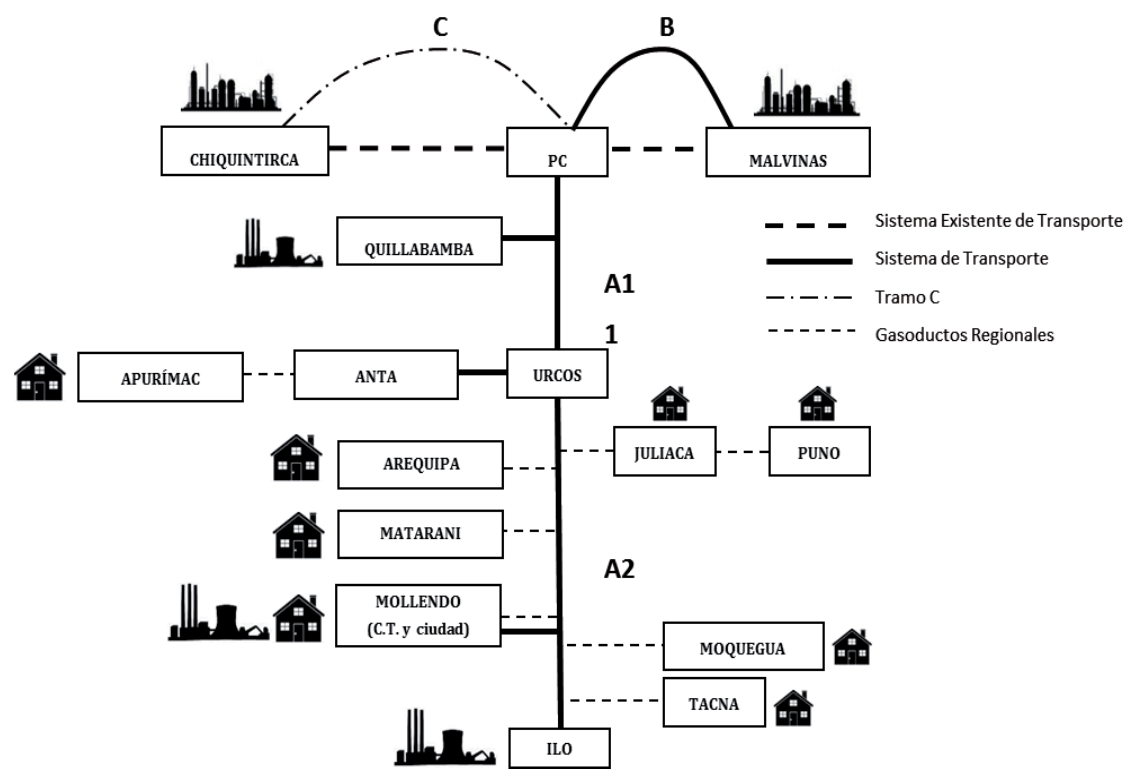 C
B
CHIQUINTIRCA
PC
MALVINAS
QUILLABAMBA
Sistema Existente de Transporte
Sistema de Transporte
Tramo C
Gasoductos Regionales
A1
1
APURÍMAC
ANTA
URCOS
AREQUIPA
JULIACA
PUNO
MATARANI
A2
MOLLENDO
(C.T. y ciudad)
MOQUEGUA
TACNA
ILO